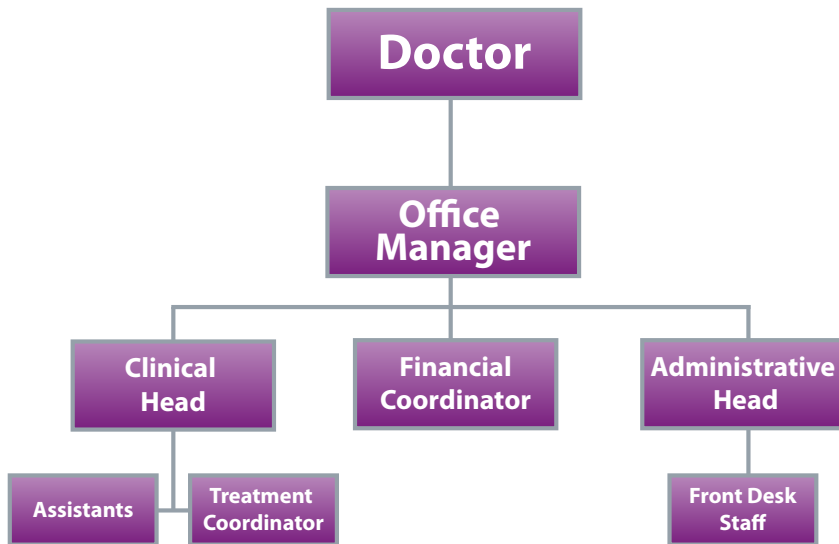 Doctor
Office
Manager
Clinical
Head
Financial
Coordinator
Administrative
Head
Assistants
Treatment
Coordinator
Front Desk
Staff